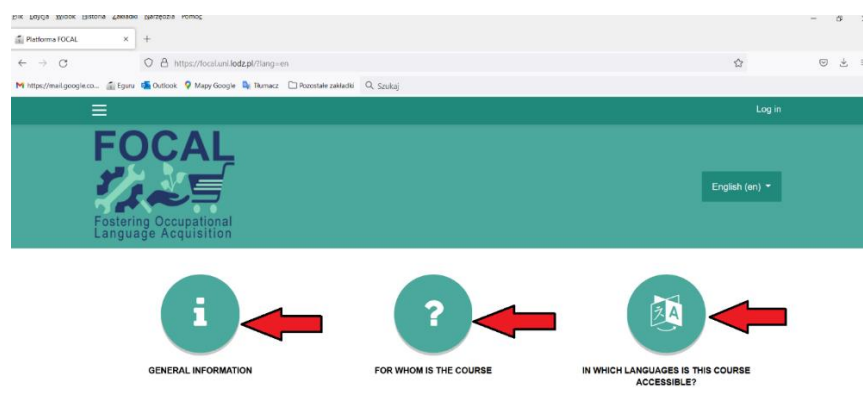 Plik Edycja Widok Historia Zakładki Narzędzia Pomoc
Platforma FOCAL × +
https://focal.uni.lodz.pl/?lang=en
https://mail.google.co... Eguru Outlook Mapy Google Tłumacz Pozostałe zakładki Szukaj
Log in
FOCAL
Fostering Occupational
Language Acquisition
English (en)
i
?
A
GENERAL INFORMATION
FOR WHOM IS THE COURSE
IN WHICH LANGUAGES IS THIS COURSE
ACCESSIBLE?